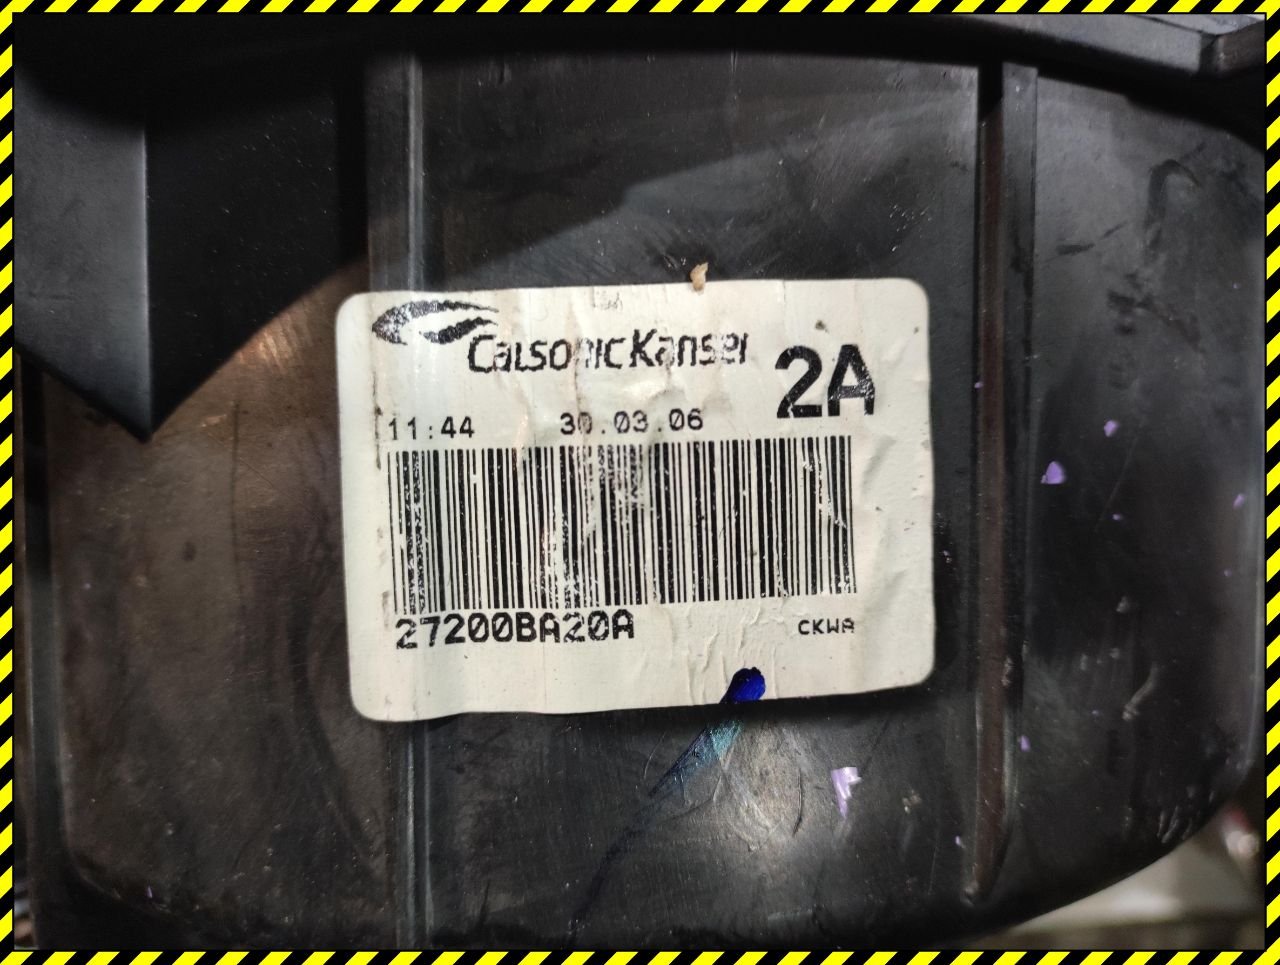 CalsonicKansei
2A
11:44 30.03.06
27200BA20A CKWA